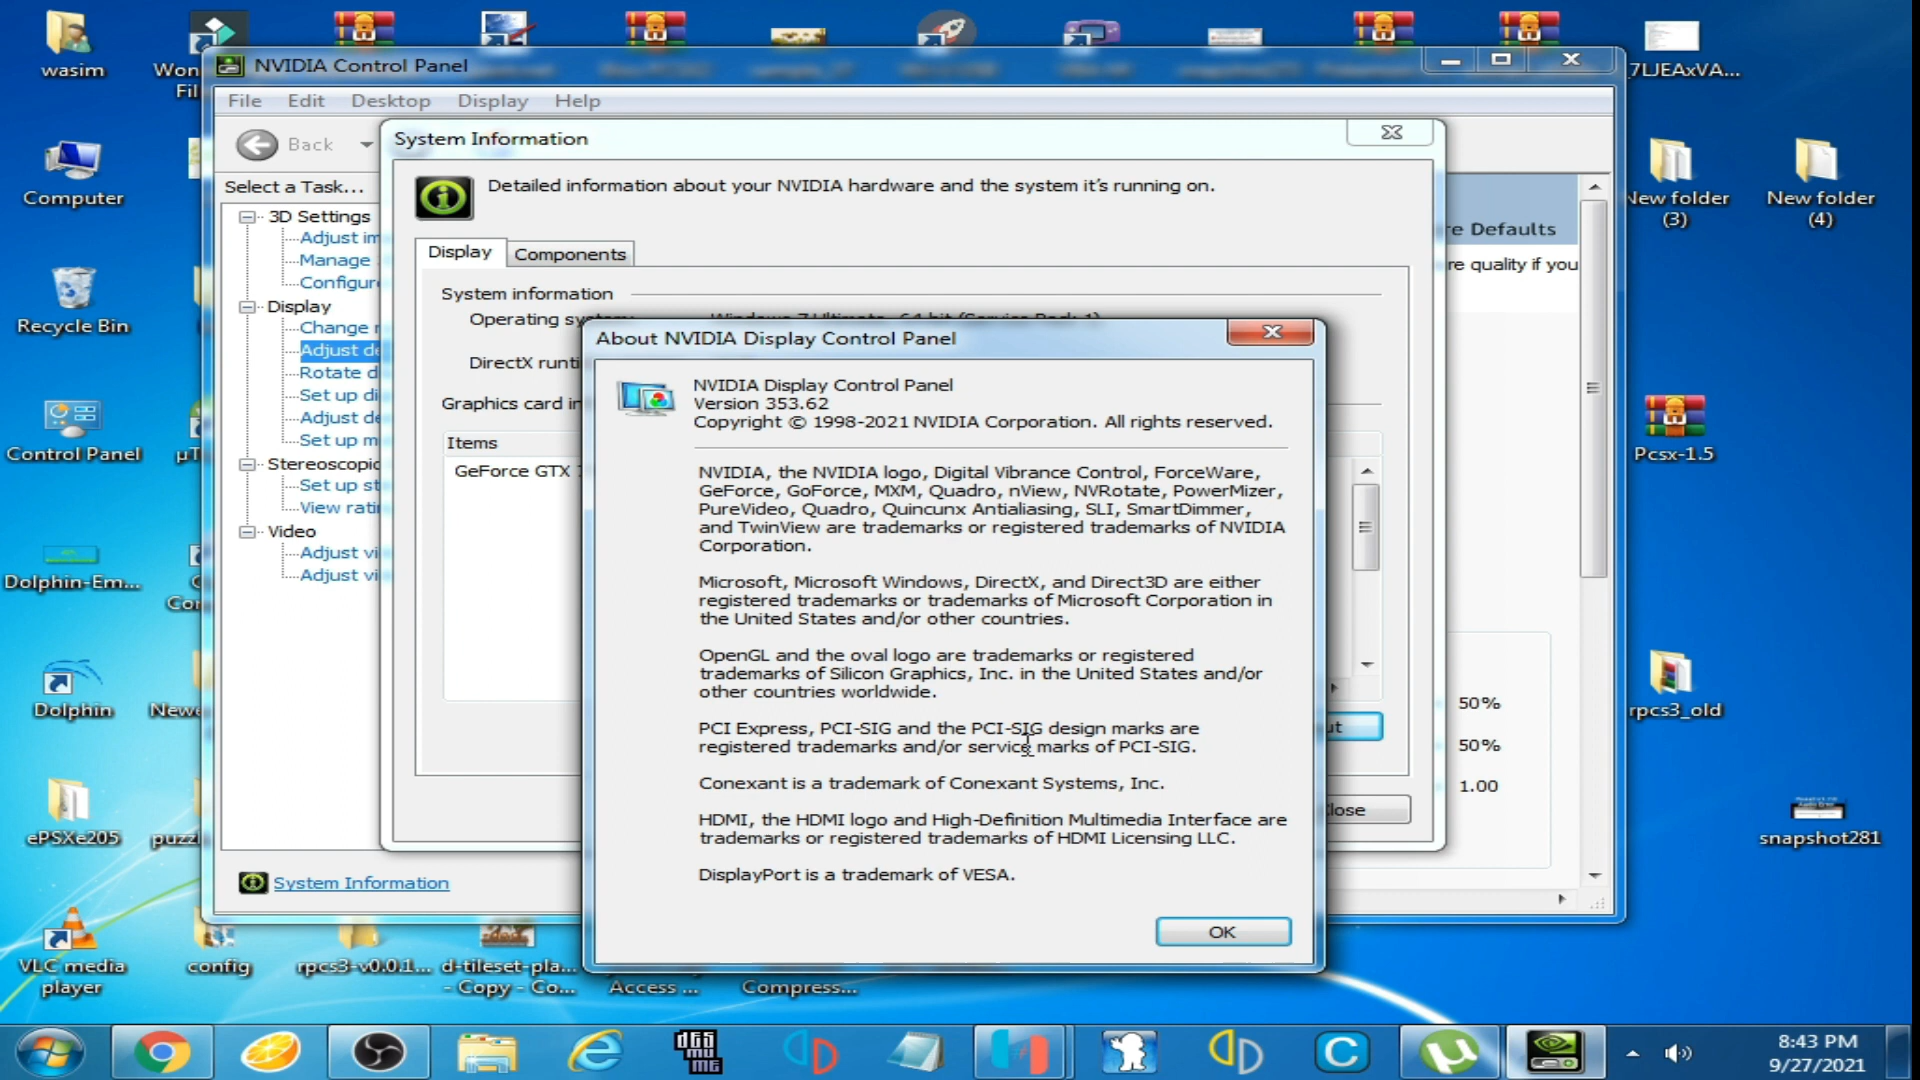 wasim
NVIDIA Control Panel
7LJEAxVA...
File Edit Desktop Display Help
Back
System Information
Computer
New folder
(3)
New folder
(4)
Select a Task...
Detailed information about your NVIDIA hardware and the system it's running on.
3D Settings
Manage
Display Components
re Defaults
re quality if you
System information
Display
Recycle Bin
Rotate
Set up
Set up
About NVIDIA Display Control Panel
DirectX
Graphics card
Items
GeForce GTX
NVIDIA Display Control Panel
Version 353.62
Copyright © 1998-2021 NVIDIA Corporation. All rights reserved.
Control Panel
Pcsx-1.5
Stereoscopic
Set up
Video
NVIDIA, the NVIDIA logo, Digital Vibrance Control, ForceWare,
GeForce, GoForce, MXM, Quadro, nView, NVRotate, PowerMizer,
PureVideo, Quadro, Quincunx Antialiasing, SLI, SmartDimmer,
and TwinView are trademarks or registered trademarks of NVIDIA
Corporation.
Dolphin-Em...
Microsoft, Microsoft Windows, DirectX, and Direct3D are either
registered trademarks or trademarks of Microsoft Corporation in
the United States and/or other countries.
OpenGL and the oval logo are trademarks or registered
trademarks of Silicon Graphics, Inc. in the United States and/or
other countries worldwide.
Dolphin
rpcs3_old
50%
50%
1.00
PCI Express, PCI-SIG and the PCI-SIG design marks are
registered trademarks and/or service marks of PCI-SIG.
Conexant is a trademark of Conexant Systems, Inc.
HDMI, the HDMI logo and High-Definition Multimedia Interface are
trademarks or registered trademarks of HDMI Licensing LLC.
DisplayPort is a trademark of VESA.
ePSXe205
snapshot281
System Information
OK
VLC media
player
config
rpcs3-v0.0.1...
d-tileset-pla...
- Copy - Co...
Access ...
Compress...
8:43 PM
9/27/2021